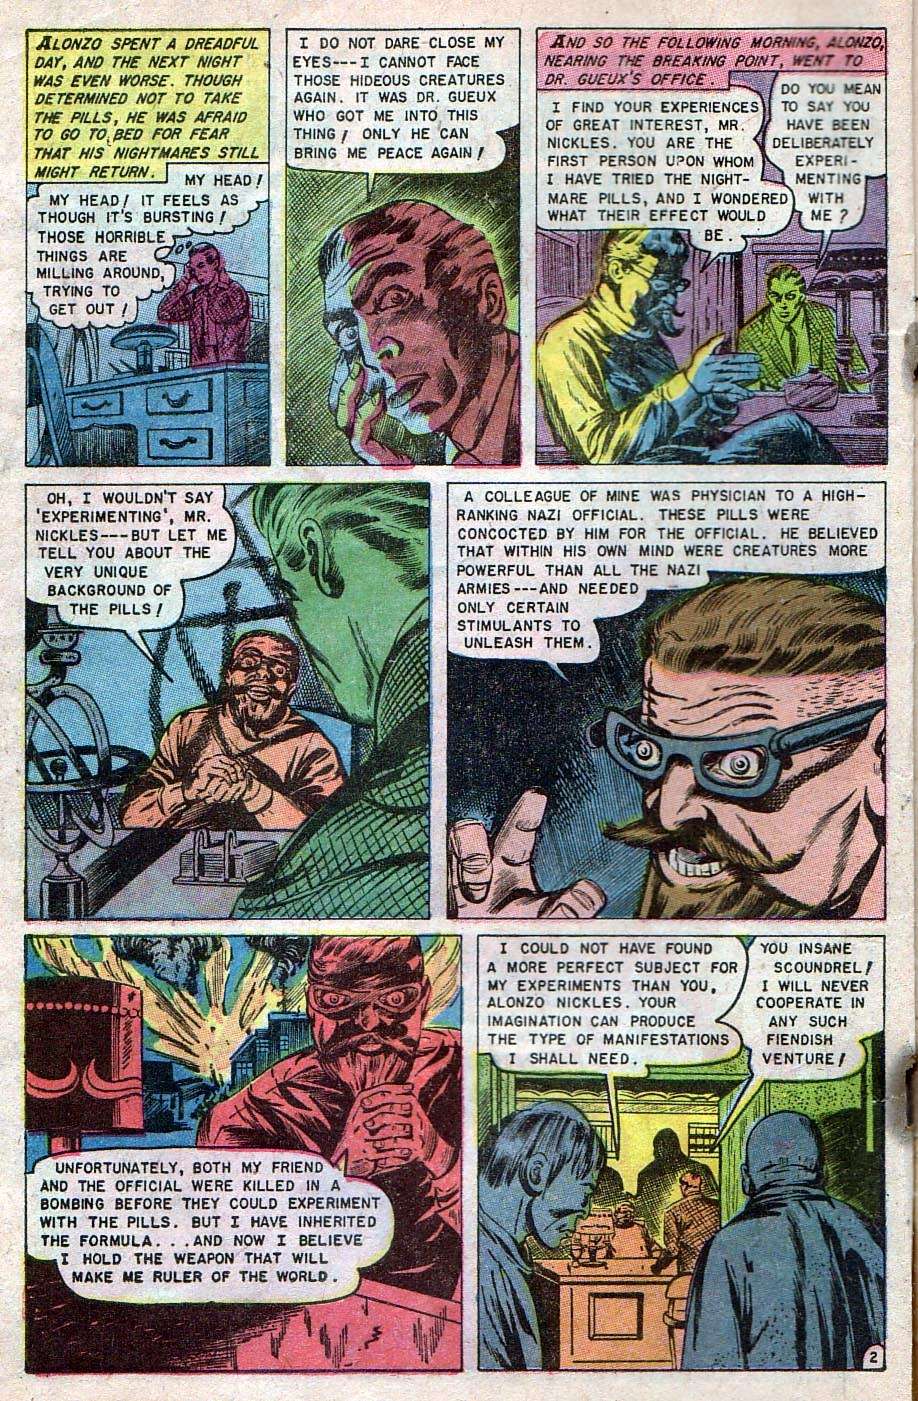 ALONZO SPENT A DREADFUL
DAY, AND THE NEXT NIGHT
WAS EVEN WORSE. THOUGH
DETERMINED NOT TO TAKE
THE PILLS, HE WAS AFRAID
TO GO TO BED FOR FEAR
THAT HIS NIGHTMARES STILL
MIGHT RETURN.
MY HEAD!
MY HEAD! IT FEELS AS
THOUGH IT'S BURSTING!
THOSE HORRIBLE
THINGS ARE
MILLING AROUND,
TRYING TO
GET OUT!
I DO NOT DARE CLOSE MY
EYES---I CANNOT FACE
THOSE HIDEOUS CREATURES
AGAIN. IT WAS DR. GUEUX
WHO GOT ME INTO THIS
THING! ONLY HE CAN
BRING ME PEACE AGAIN!
AND SO THE FOLLOWING MORNING, ALONZO,
NEARING THE BREAKING POINT, WENT TO
DR. GUEUX'S OFFICE.
I FIND YOUR EXPERIENCES
OF GREAT INTEREST, MR.
NICKLES. YOU ARE THE
FIRST PERSON UPON WHOM
I HAVE TRIED THE NIGHT-
MARE PILLS, AND I WONDERED
WHAT THEIR EFFECT WOULD
BE.
DO YOU MEAN
TO SAY YOU
HAVE BEEN
DELIBERATELY
EXPERI-
MENTING
WITH
ME?
OH, I WOULDN'T SAY
'EXPERIMENTING', MR.
NICKLES---BUT LET ME
TELL YOU ABOUT THE
VERY UNIQUE
BACKGROUND OF
THE PILLS!
A COLLEAGUE OF MINE WAS PHYSICIAN TO A HIGH-
RANKING NAZI OFFICIAL. THESE PILLS WERE
CONCOCTED BY HIM FOR THE OFFICIAL. HE BELIEVED
THAT WITHIN HIS OWN MIND WERE CREATURES MORE
POWERFUL THAN ALL THE NAZI
ARMIES---AND NEEDED
ONLY CERTAIN
STIMULANTS TO
UNLEASH THEM.
UNFORTUNATELY, BOTH MY FRIEND
AND THE OFFICIAL WERE KILLED IN A
BOMBING BEFORE THEY COULD EXPERIMENT
WITH THE PILLS. BUT I HAVE INHERITED
THE FORMULA. . .AND NOW I BELIEVE
I HOLD THE WEAPON THAT WILL
MAKE ME RULER OF THE WORLD.
I COULD NOT HAVE FOUND
A MORE PERFECT SUBJECT FOR
MY EXPERIMENTS THAN YOU,
ALONZO NICKLES. YOUR
IMAGINATION CAN PRODUCE
THE TYPE OF MANIFESTATIONS
I SHALL NEED.
YOU INSANE
SCOUNDREL!
I WILL NEVER
COOPERATE IN
ANY SUCH
FIENDISH
VENTURE!
2